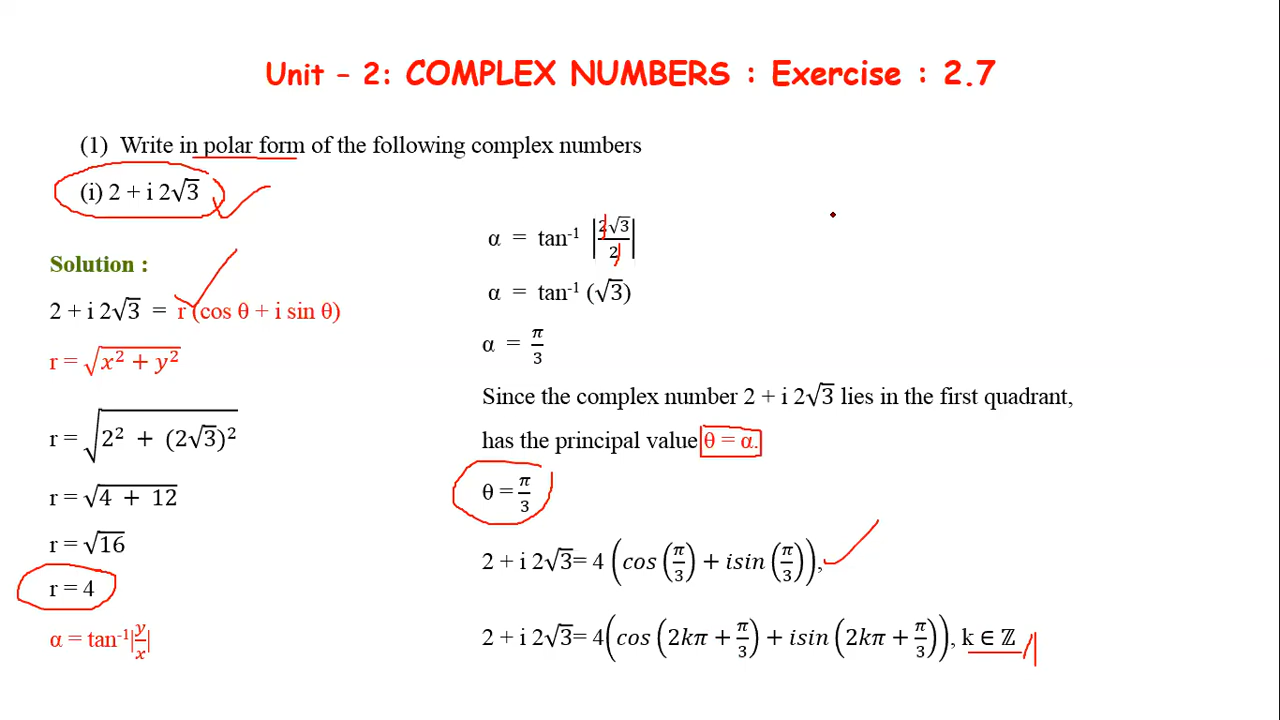 Unit - 2: COMPLEX NUMBERS : Exercise : 2.7
(1) Write in polar form of the following complex numbers
(i) 2 + i 2√3
Solution :
2 + i 2√3 = r (cos θ + i sin θ)
r = √(x² + y²)
r = √(2² + (2√3)²)
r = √(4 + 12)
r = √16
r = 4
α = tan⁻¹|y/x|
α = tan⁻¹ |2√3/2|
α = tan⁻¹ (√3)
α = π/3
Since the complex number 2 + i 2√3 lies in the first quadrant,
has the principal value θ = α.
θ = π/3
2 + i 2√3= 4 (cos (π/3) + isin (π/3)),
2 + i 2√3= 4(cos (2kπ + π/3) + isin (2kπ + π/3)), k ∈ ℤ